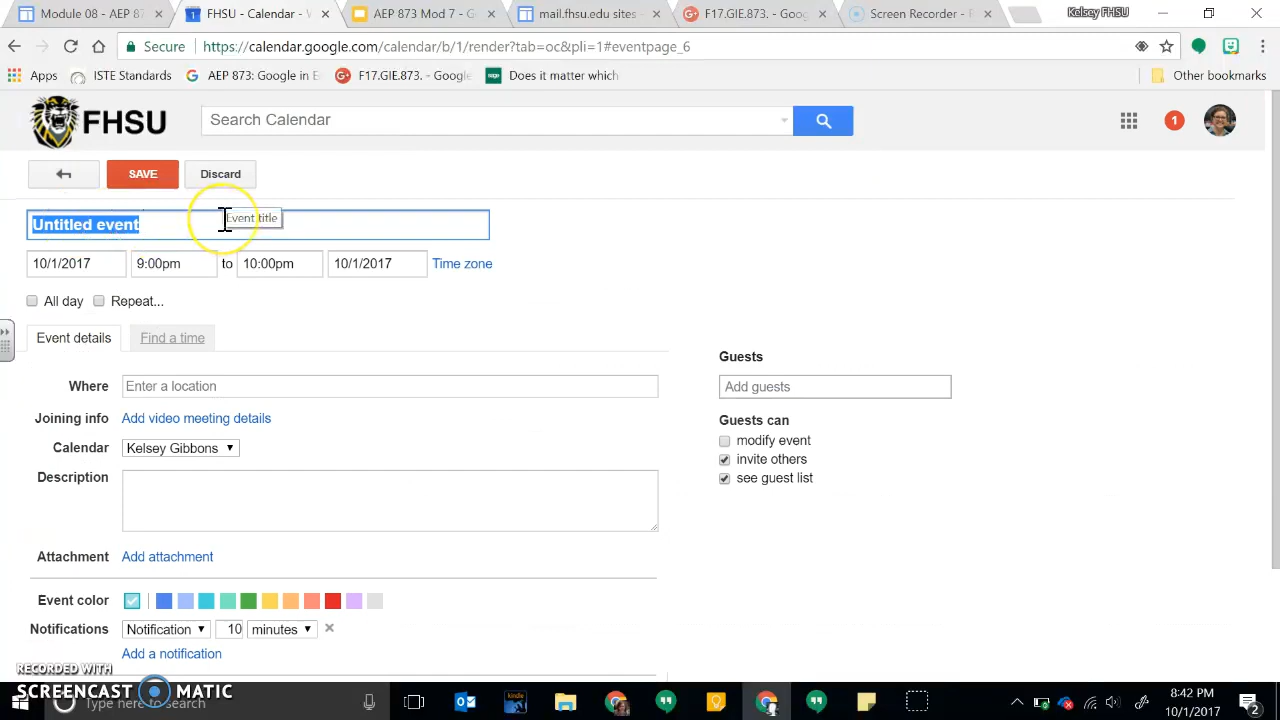 Module 08 - AEP 87
FHSU - Calendar - W
AEP 873 Mod 7 - Go
mail.fhsu.edu sites -
F17.GIE.873. - Goog
Screen Recorder - E
Kelsey FHSU
Secure
https://calendar.google.com/calendar/b/1/render?tab=oc&pli=1#eventpage_6
Apps
ISTE Standards
AEP 873: Google in E
F17.GIE.873. - Google
Does it matter which
Other bookmarks
FHSU
Search Calendar
1
SAVE
Discard
Untitled event
Event title
10/1/2017
9:00pm
to
10:00pm
10/1/2017
Time zone
All day
Repeat...
Event details
Find a time
Where
Enter a location
Joining info
Add video meeting details
Calendar
Kelsey Gibbons
Description
Attachment
Add attachment
Event color
Notifications
Notification
10
minutes
Add a notification
Guests
Add guests
Guests can
modify event
invite others
see guest list
RECORDED WITH
SCREENCAST MATIC
Type here to search
8:42 PM
10/1/2017
2